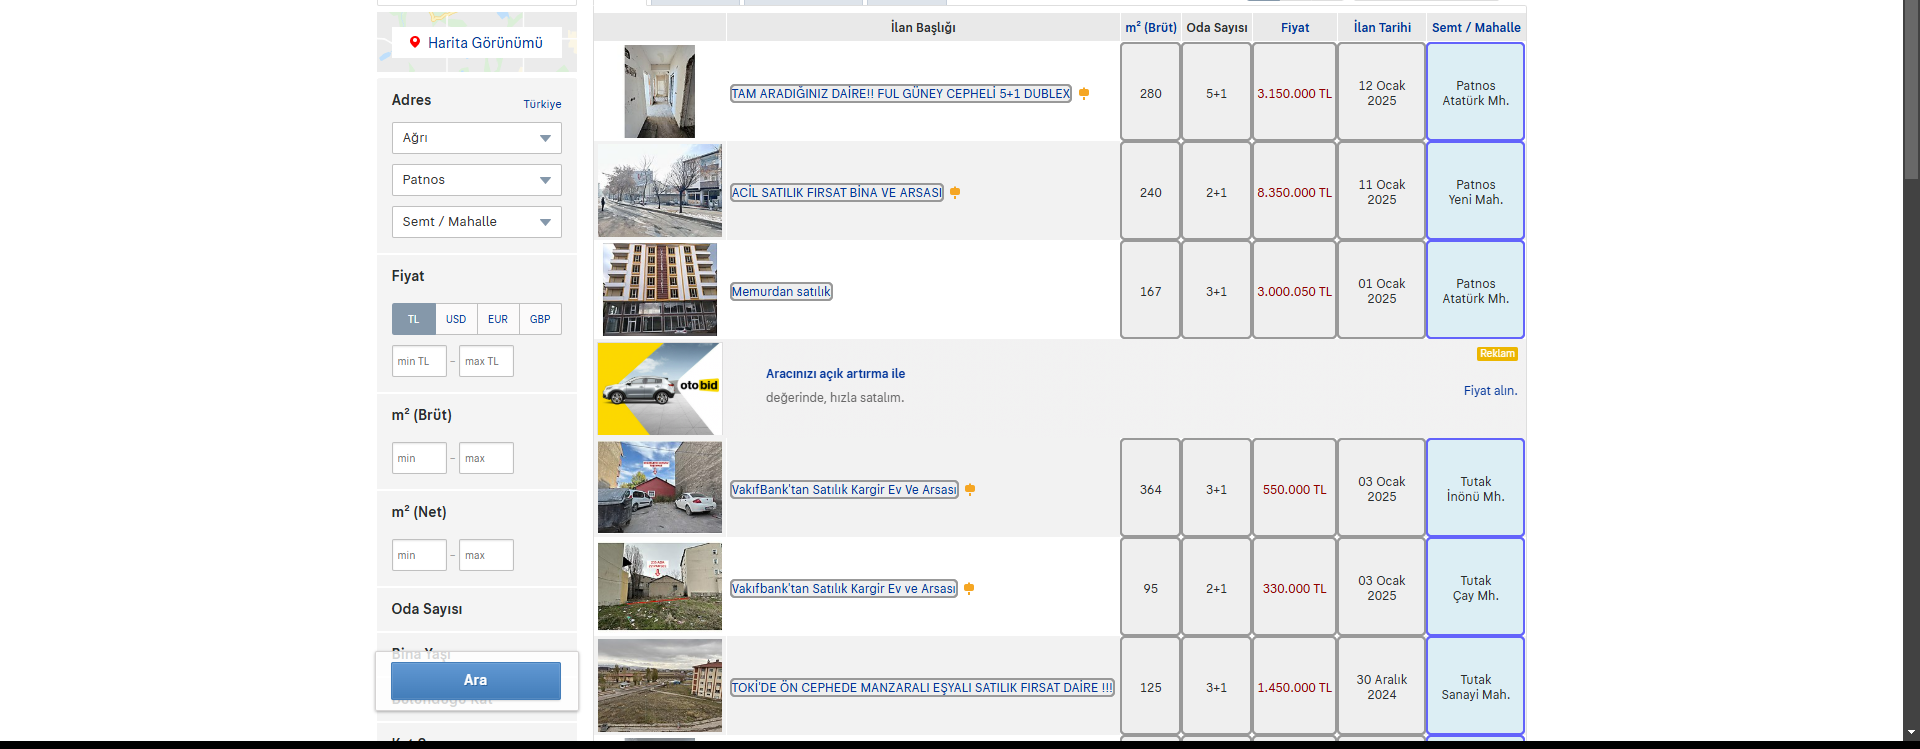 Harita Görünümü
Adres
Türkiye
Ağrı
Patnos
Semt / Mahalle
Fiyat
TL USD EUR GBP
min TL - max TL
m² (Brüt)
min - max
m² (Net)
min - max
Oda Sayısı
Bina Yaşı
Ara
İlan Başlığı m² (Brüt) Oda Sayısı Fiyat İlan Tarihi Semt / Mahalle
TAM ARADIĞINIZ DAİRE!! FUL GÜNEY CEPHELİ 5+1 DUBLEX 280 5+1 3.150.000 TL 12 Ocak 2025 Patnos Atatürk Mh.
ACİL SATILIK FIRSAT BİNA VE ARSASI 240 2+1 8.350.000 TL 11 Ocak 2025 Patnos Yeni Mah.
Memurdan satılık 167 3+1 3.000.050 TL 01 Ocak 2025 Patnos Atatürk Mh.
otobid
Aracınızı açık artırma ile
değerinde, hızla satalım.
Reklam
Fiyat alın.
VakıfBank'tan Satılık Kargir Ev Ve Arsası 364 3+1 550.000 TL 03 Ocak 2025 Tutak İnönü Mh.
Vakıfbank'tan Satılık Kargir Ev ve Arsası 95 2+1 330.000 TL 03 Ocak 2025 Tutak Çay Mh.
TOKİ'DE ÖN CEPHEDE MANZARALI EŞYALI SATILIK FIRSAT DAİRE !!! 125 3+1 1.450.000 TL 30 Aralık 2024 Tutak Sanayi Mah.